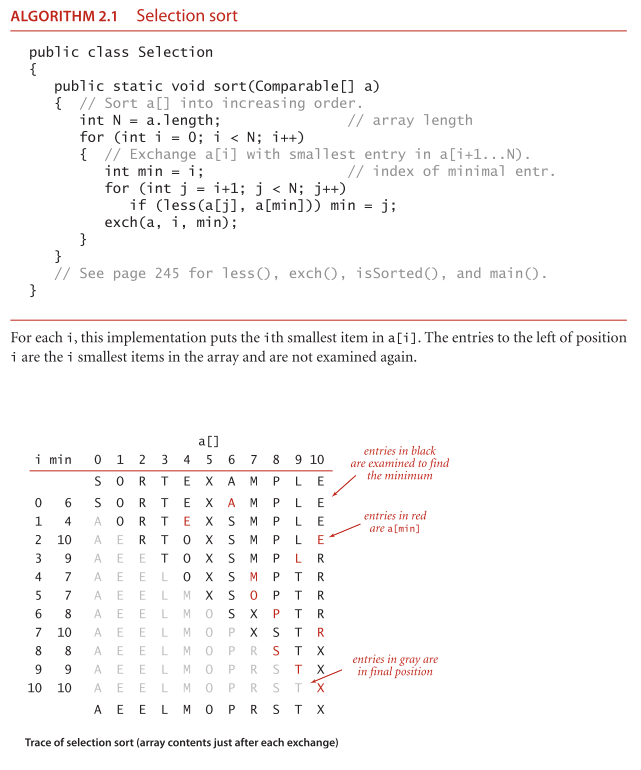 ALGORITHM 2.1 Selection sort
public class Selection
{
public static void sort(Comparable[] a)
{ // Sort a[] into increasing order.
int N = a.length; // array length
for (int i = 0; i < N; i++)
{ // Exchange a[i] with smallest entry in a[i+1...N).
int min = i; // index of minimal entr.
for (int j = i+1; j < N; j++)
if (less(a[j], a[min])) min = j;
exch(a, i, min);
}
}
// See page 245 for less(), exch(), isSorted(), and main().
}
For each i, this implementation puts the ith smallest item in a[i]. The entries to the left of position
i are the i smallest items in the array and are not examined again.
a[]
i min 0 1 2 3 4 5 6 7 8 9 10
S O R T E X A M P L E
0 6 S O R T E X A M P L E
1 4 A O R T E X S M P L E
2 10 A E R T O X S M P L E
3 9 A E E T O X S M P L R
4 7 A E E L O X S M P T R
5 7 A E E L M X S O P T R
6 8 A E E L M O S X P T R
7 10 A E E L M O P X S T R
8 8 A E E L M O P R S T X
9 9 A E E L M O P R S T X
10 10 A E E L M O P R S T X
A E E L M O P R S T X
entries in black
are examined to find
the minimum
entries in red
are a[min]
entries in gray are
in final position
Trace of selection sort (array contents just after each exchange)